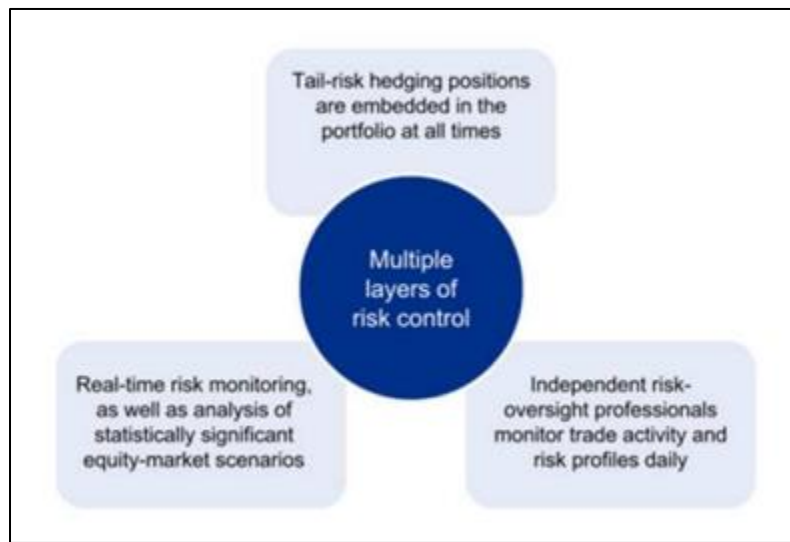 Tail-risk hedging positions
are embedded in the
portfolio at all times
Multiple
layers of
risk control
Real-time risk monitoring,
as well as analysis of
statistically significant
equity-market scenarios
Independent risk-
oversight professionals
monitor trade activity and
risk profiles daily